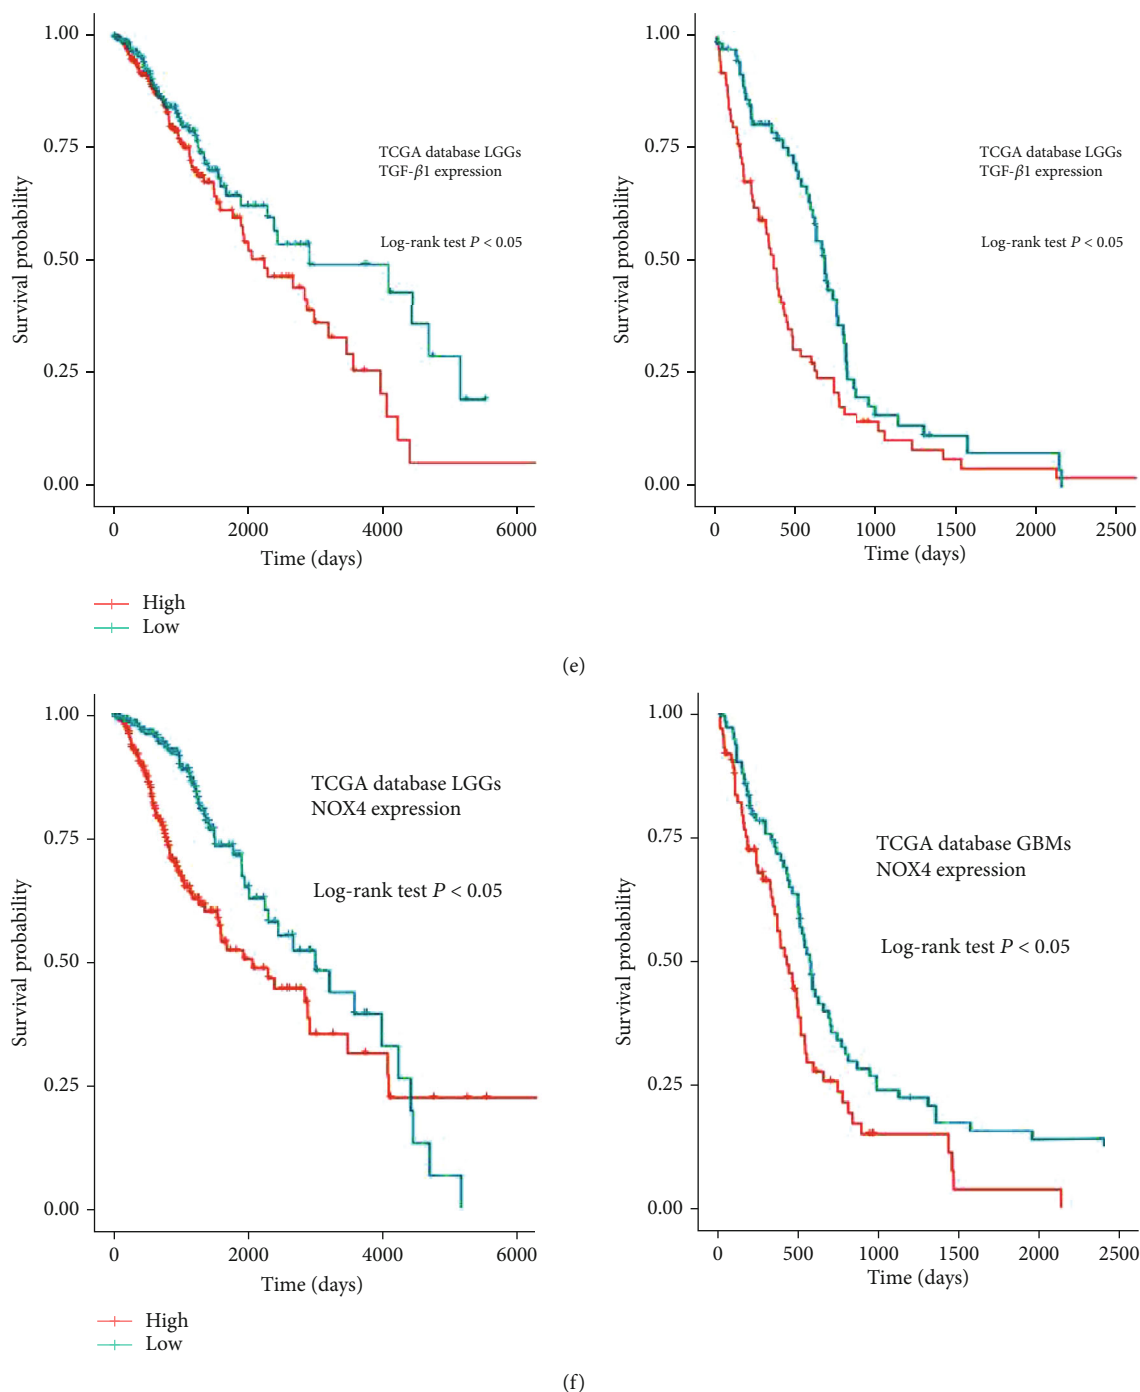 1.00
0.75
0.50
0.25
0.00
Survival probability
TCGA database LGGs
TGF-β1 expression
Log-rank test P < 0.05
0 2000 4000 6000
Time (days)
High
Low
1.00
0.75
0.50
0.25
0.00
Survival probability
TCGA database LGGs
TGF-β1 expression
Log-rank test P < 0.05
0 500 1000 1500 2000 2500
Time (days)
(e)
1.00
0.75
0.50
0.25
0.00
Survival probability
TCGA database LGGs
NOX4 expression
Log-rank test P < 0.05
0 2000 4000 6000
Time (days)
High
Low
1.00
0.75
0.50
0.25
0.00
Survival probability
TCGA database GBMs
NOX4 expression
Log-rank test P < 0.05
0 500 1000 1500 2000 2500
Time (days)
(f)